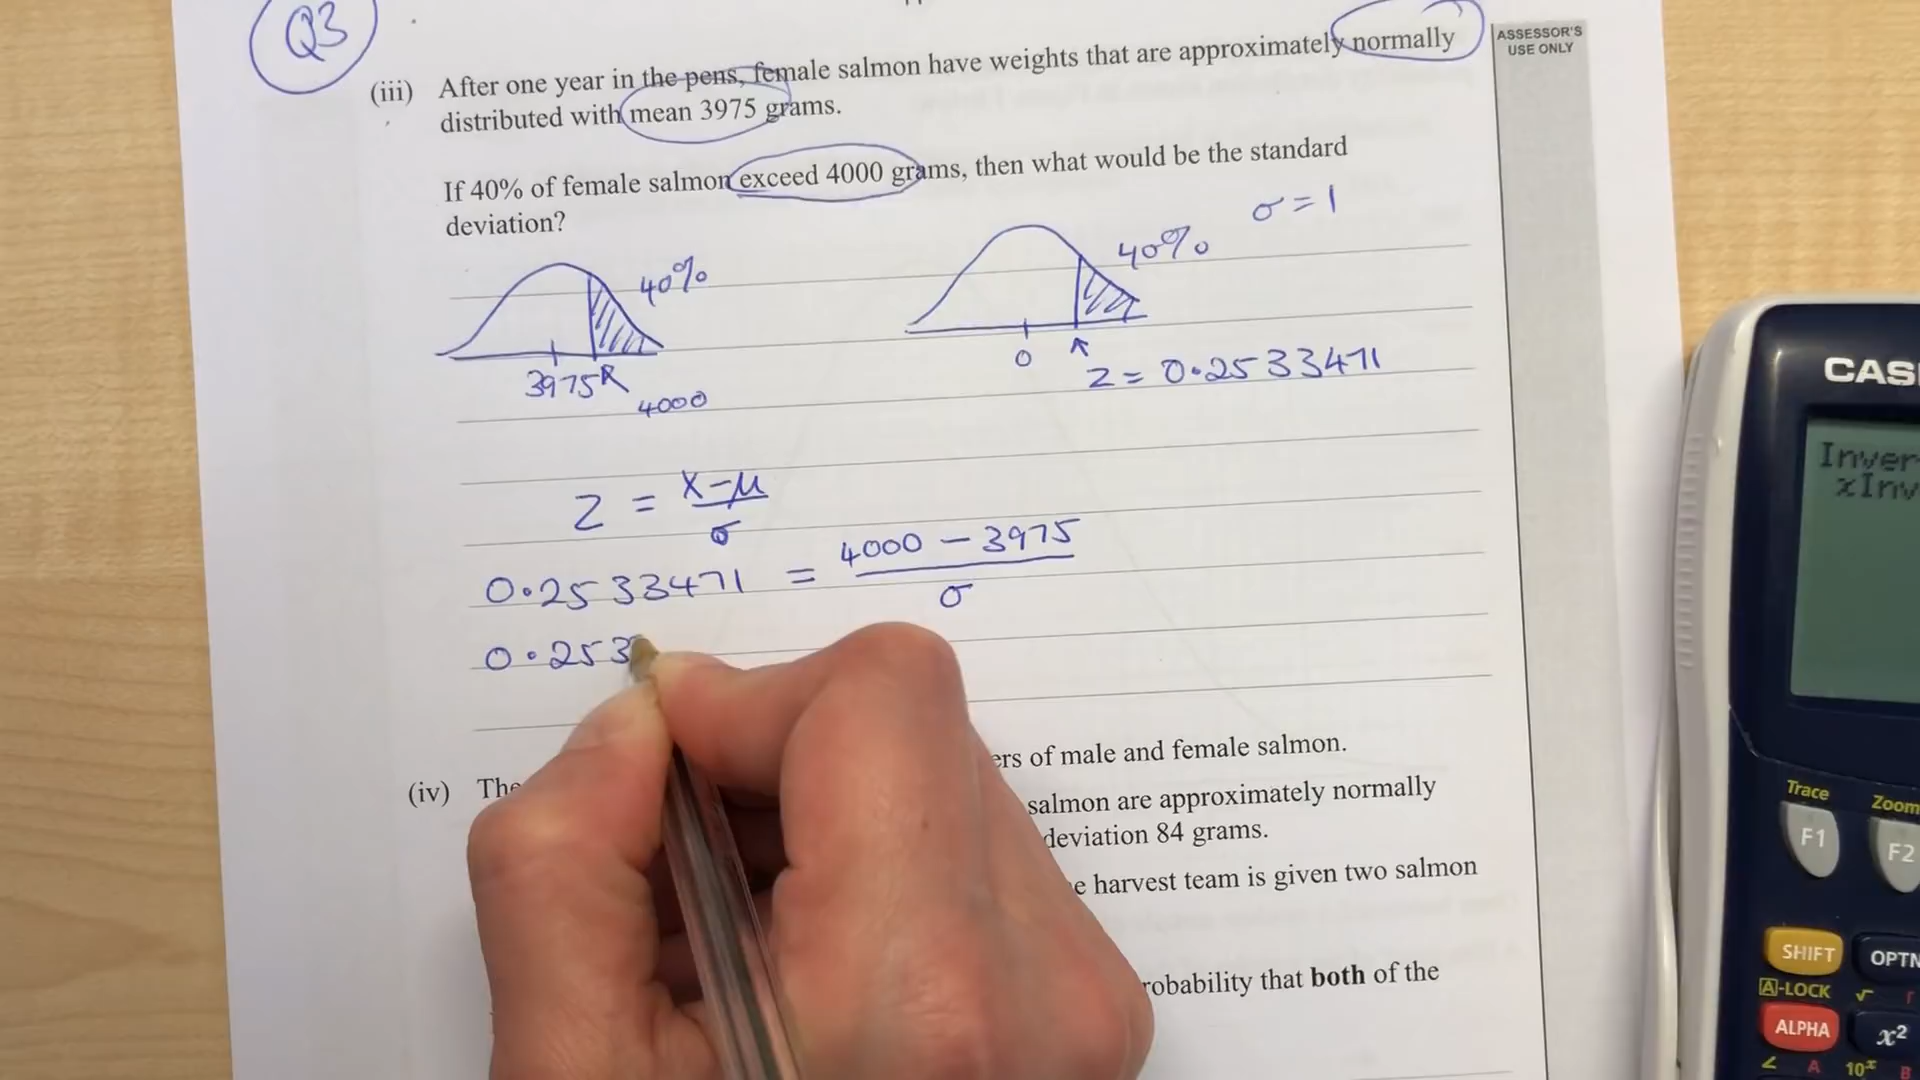 Q3
ASSESSOR'S
USE ONLY
(iii) After one year in the pens, female salmon have weights that are approximately normally
distributed with mean 3975 grams.
If 40% of female salmon exceed 4000 grams, then what would be the standard
deviation?
σ = 1
40%
40%
3975
4000
0
z = 0.2533471
z = x-μ
σ
0.2533471 = 4000 - 3975
σ
0.253
(iv) The
ers of male and female salmon.
salmon are approximately normally
deviation 84 grams.
e harvest team is given two salmon
robability that both of the
CAS
Inver
xInv
Trace Zoom
F1 F2
SHIFT OPTN
A-LOCK √ r
ALPHA x²
∠ A 10ˣ B